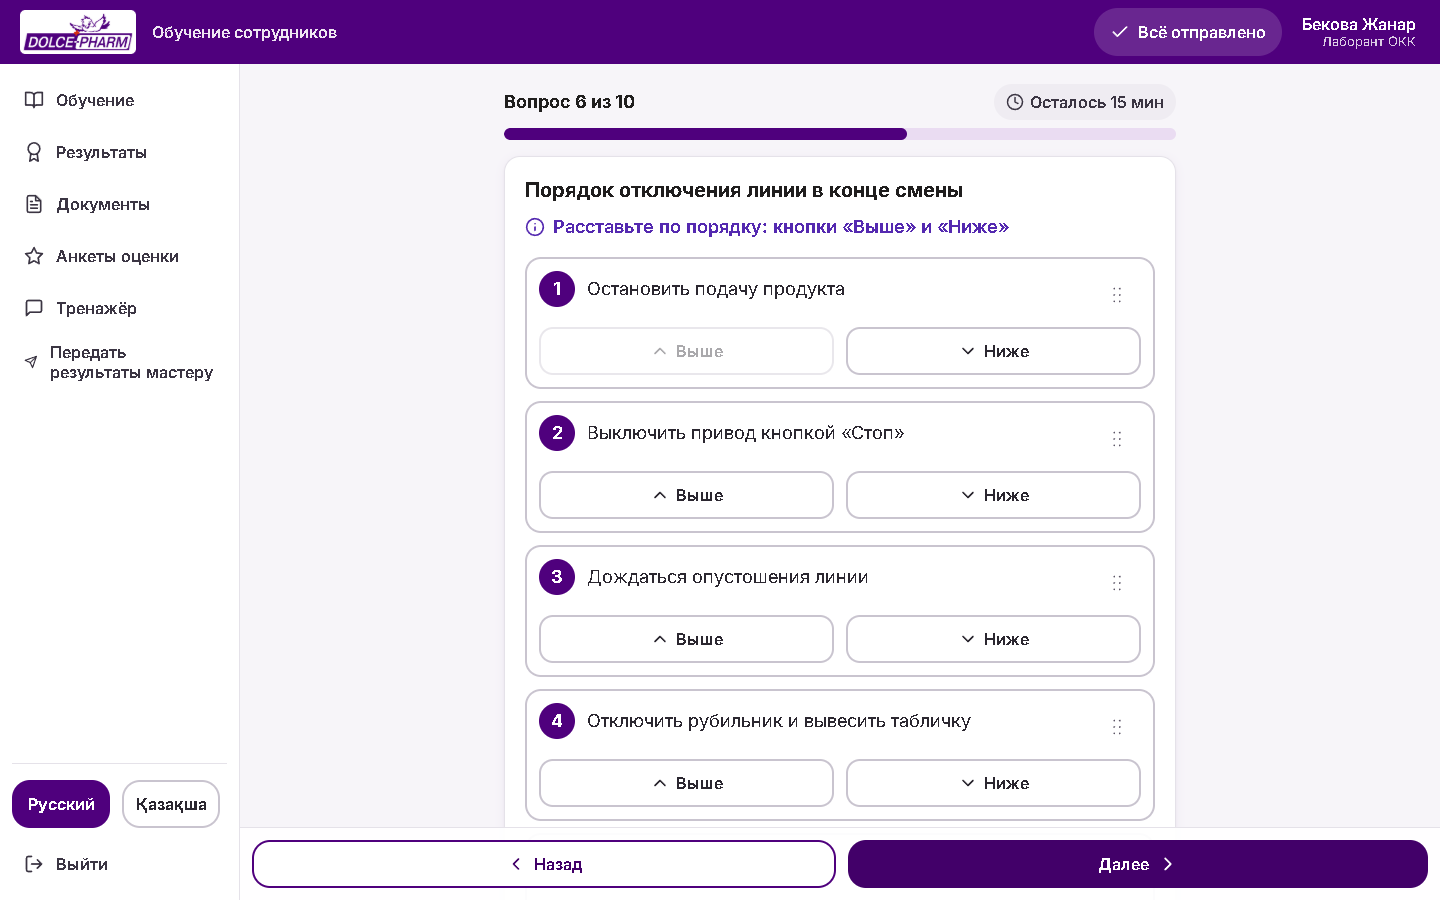 DOLCE-PHARM
Обучение сотрудников
Всё отправлено
Бекова Жанар
Лаборант ОКК
Обучение
Результаты
Документы
Анкеты оценки
Тренажёр
Передать
результаты мастеру
Русский
Қазақша
Выйти
Вопрос 6 из 10
Осталось 15 мин
Порядок отключения линии в конце смены
Расставьте по порядку: кнопки «Выше» и «Ниже»
1 Остановить подачу продукта
Выше Ниже
2 Выключить привод кнопкой «Стоп»
Выше Ниже
3 Дождаться опустошения линии
Выше Ниже
4 Отключить рубильник и вывесить табличку
Выше Ниже
Назад Далее